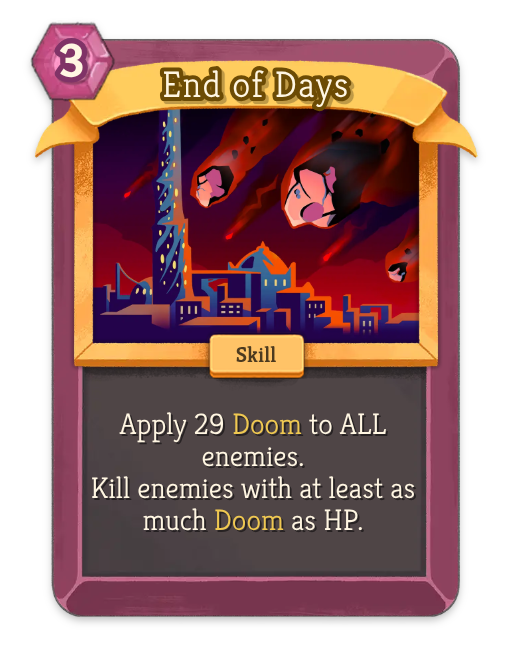 3
End of Days
Skill
Apply 29 Doom to ALL
enemies.
Kill enemies with at least as
much Doom as HP.